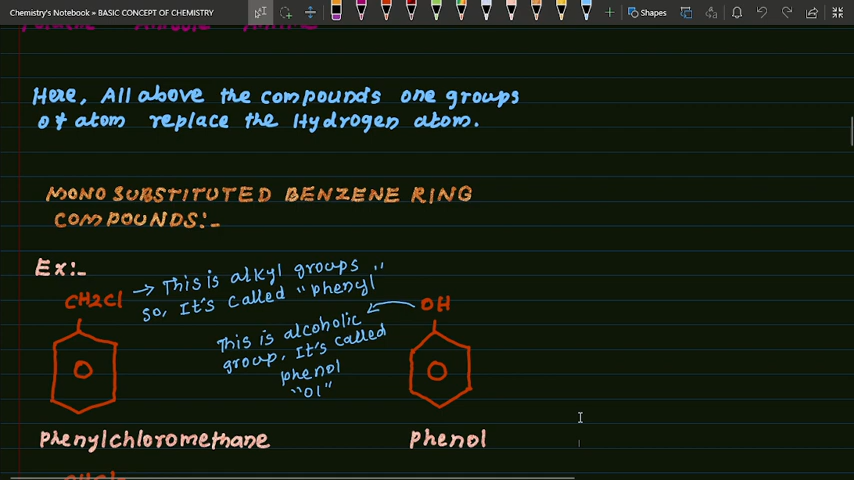 Chemistry's Notebook » BASIC CONCEPT OF CHEMISTRY
Shapes
Here, All above the compounds one groups
of atom replace the Hydrogen atom.
MONO SUBSTITUTED BENZENE RING
COMPOUNDS:-
Ex:-
CH2Cl → This is alkyl groups
so, It's called "phenyl"
OH
This is alcoholic
group, It's called
phenol
"ol"
phenylchloromethane
phenol